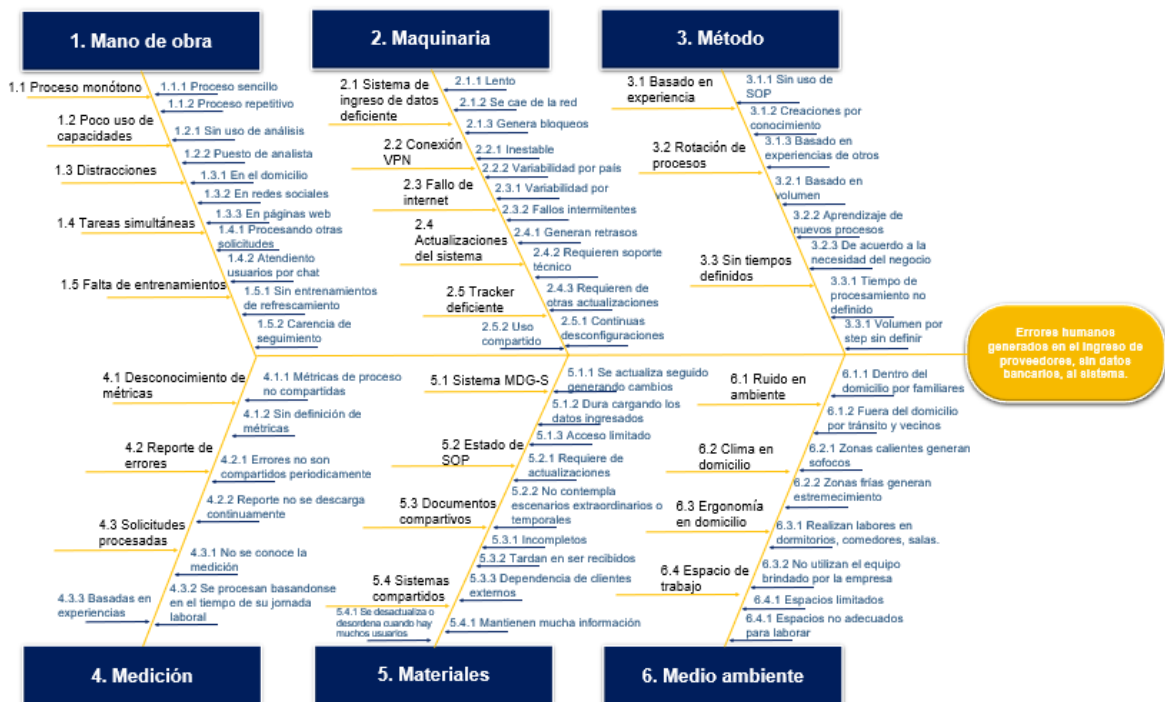 1. Mano de obra
1.1 Proceso monótono
1.1.1 Proceso sencillo
1.1.2 Proceso repetitivo
1.2 Poco uso de
capacidades
1.2.1 Sin uso de análisis
1.2.2 Puesto de analista
1.3 Distracciones
1.3.1 En el domicilio
1.3.2 En redes sociales
1.3.3 En páginas web
1.4 Tareas simultáneas
1.4.1 Procesando otras
solicitudes
1.4.2 Atendiento
usuarios por chat
1.5 Falta de entrenamientos
1.5.1 Sin entrenamientos
de refrescamiento
1.5.2 Carencia de
seguimiento
2. Maquinaria
2.1 Sistema de
ingreso de datos
deficiente
2.1.1 Lento
2.1.2 Se cae de la red
2.1.3 Genera bloqueos
2.2 Conexión
VPN
2.2.1 Inestable
2.2.2 Variabilidad por país
2.3 Fallo de
internet
2.3.1 Variabilidad por
2.3.2 Fallos intermitentes
2.4
Actualizaciones
del sistema
2.4.1 Generan retrasos
2.4.2 Requieren soporte
técnico
2.4.3 Requieren de
otras actualizaciones
2.5 Tracker
deficiente
2.5.1 Continuas
desconfiguraciones
2.5.2 Uso
compartido
3. Método
3.1 Basado en
experiencia
3.1.1 Sin uso de
SOP
3.1.2 Creaciones por
conocimiento
3.1.3 Basado en
experiencias de otros
3.2 Rotación de
procesos
3.2.1 Basado en
volumen
3.2.2 Aprendizaje de
nuevos procesos
3.2.3 De acuerdo a la
necesidad del negocio
3.3 Sin tiempos
definidos
3.3.1 Tiempo de
procesamiento no
definido
3.3.1 Volumen por
step sin definir
Errores humanos
generados en el ingreso de
proveedores, sin datos
bancarios, al sistema.
4.1 Desconocimiento de
métricas
4.1.1 Métricas de proceso
no compartidas
4.1.2 Sin definición de
métricas
4.2 Reporte de
errores
4.2.1 Errores no son
compartidos periodicamente
4.2.2 Reporte no se descarga
continuamente
4.3 Solicitudes
procesadas
4.3.1 No se conoce la
medición
4.3.2 Se procesan basandonse
en el tiempo de su jornada
laboral
4.3.3 Basadas en
experiencias
4. Medición
5.1 Sistema MDG-S
5.1.1 Se actualiza seguido
generando cambios
5.1.2 Dura cargando los
datos ingresados
5.1.3 Acceso limitado
5.2 Estado de
SOP
5.2.1 Requiere de
actualizaciones
5.2.2 No contempla
escenarios extraordinarios o
temporales
5.3 Documentos
compartivos
5.3.1 Incompletos
5.3.2 Tardan en ser recibidos
5.3.3 Dependencia de clientes
externos
5.4 Sistemas
compartidos
5.4.1 Se desactualiza o
desordena cuando hay
muchos usuarios
5.4.1 Mantienen mucha información
5. Materiales
6.1 Ruido en
ambiente
6.1.1 Dentro del
domicilio por familiares
6.1.2 Fuera del domicilio
por tránsito y vecinos
6.2 Clima en
domicilio
6.2.1 Zonas calientes generan
sofocos
6.2.2 Zonas frías generan
estremecimiento
6.3 Ergonomía
en domicilio
6.3.1 Realizan labores en
dormitorios, comedores, salas.
6.3.2 No utilizan el equipo
brindado por la empresa
6.4 Espacio de
trabajo
6.4.1 Espacios limitados
6.4.1 Espacios no adecuados
para laborar
6. Medio ambiente